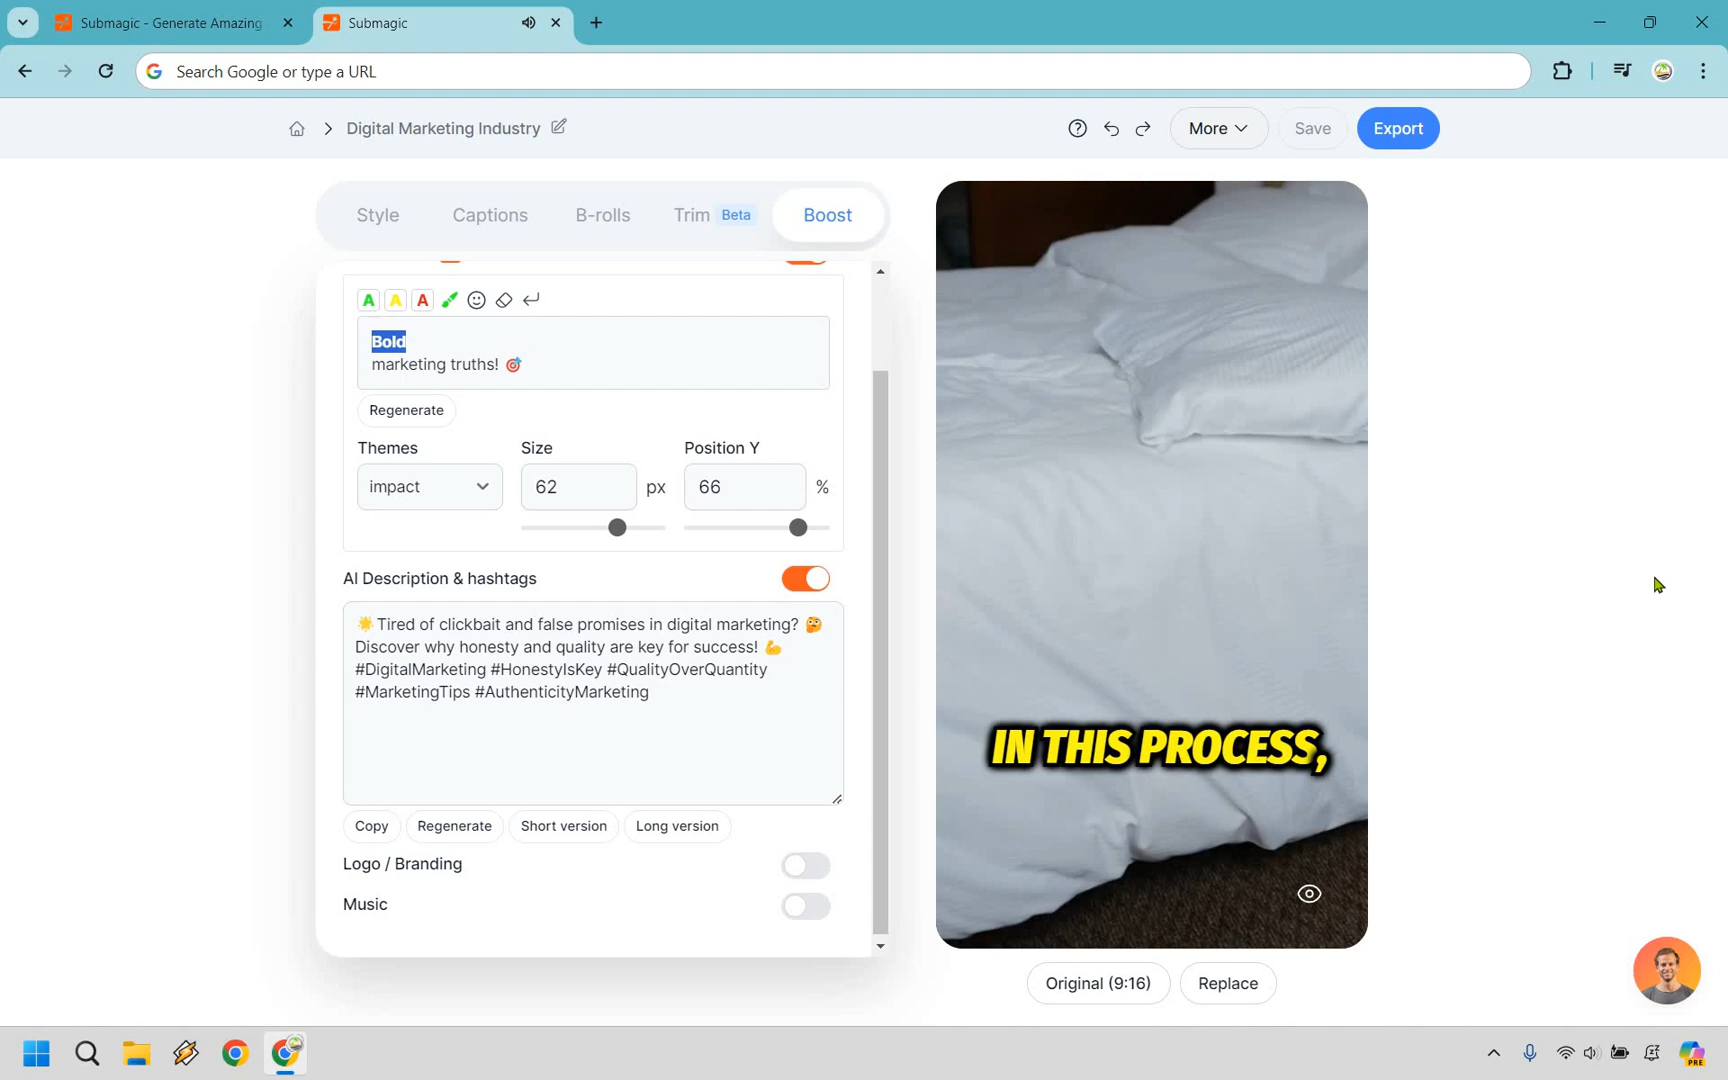 Submagic - Generate Amazing
Submagic
Search Google or type a URL
Digital Marketing Industry
More
Save
Export
Style
Captions
B-rolls
Trim Beta
Boost
A A A
Bold
marketing truths! 🎯
Regenerate
Themes
Size
Position Y
impact
62 px
66 %
AI Description & hashtags
🌟Tired of clickbait and false promises in digital marketing? 🤔
Discover why honesty and quality are key for success! 💪
#DigitalMarketing #HonestyIsKey #QualityOverQuantity
#MarketingTips #AuthenticityMarketing
Copy
Regenerate
Short version
Long version
Logo / Branding
Music
IN THIS PROCESS,
Original (9:16)
Replace
PRE